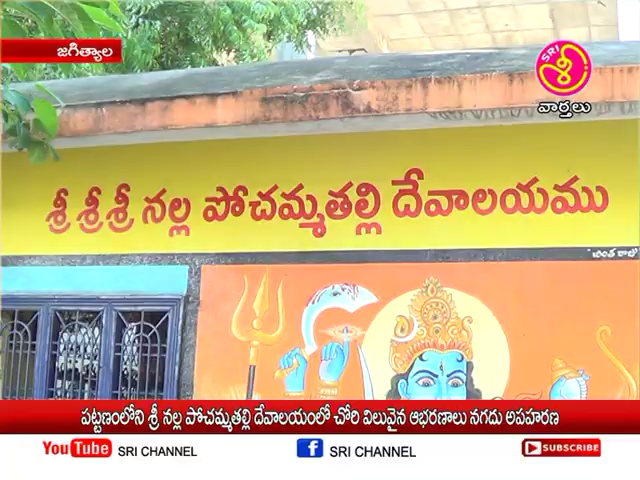 జగిత్యాల
SRI
శ్రీ
వార్తలు
శ్రీ శ్రీశ్రీ నల్ల పోచమ్మతల్లి దేవాలయము
పట్టణంలోని శ్రీ నల్ల పోచమ్మతల్లి దేవాలయంలో చోరి విలువైన ఆభరణాలు నగదు అపహరణ
YouTube SRI CHANNEL f SRI CHANNEL SUBSCRIBE